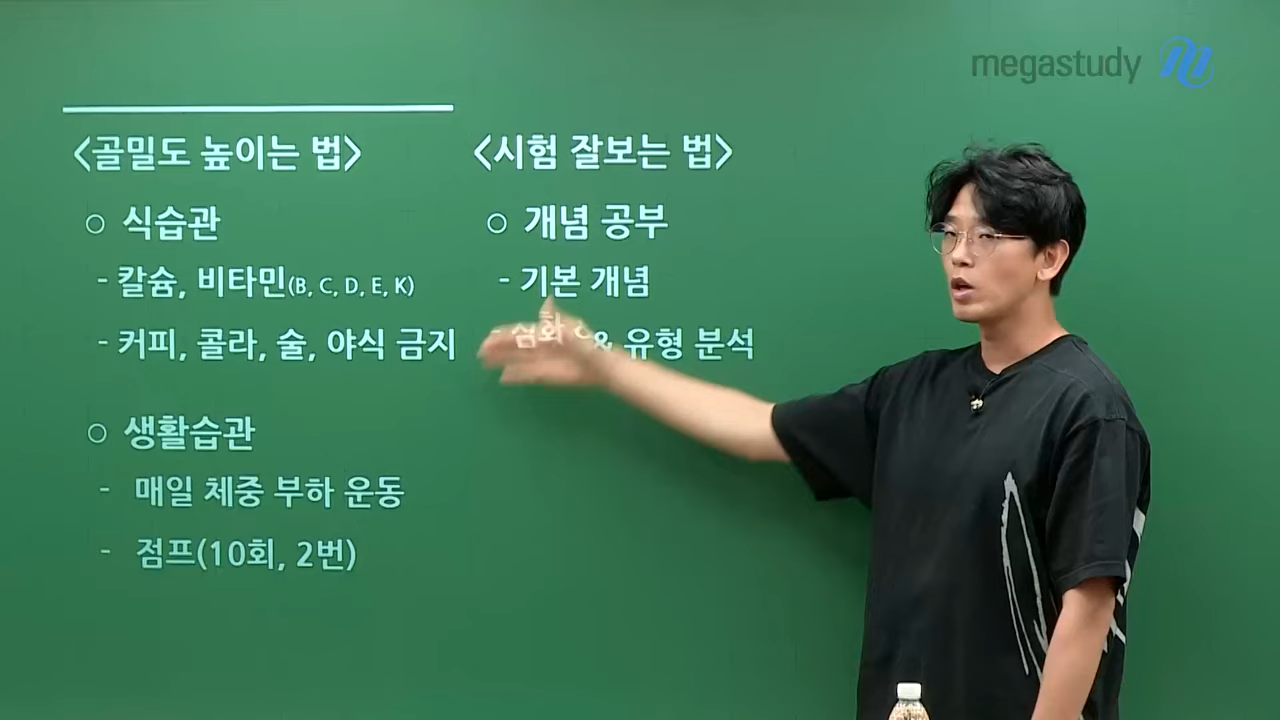 megastudy
<골밀도 높이는 법>
○ 식습관
- 칼슘, 비타민(B, C, D, E, K)
- 커피, 콜라, 술, 야식 금지
○ 생활습관
- 매일 체중 부하 운동
- 점프(10회, 2번)
<시험 잘보는 법>
○ 개념 공부
- 기본 개념
- 심화 & 유형 분석